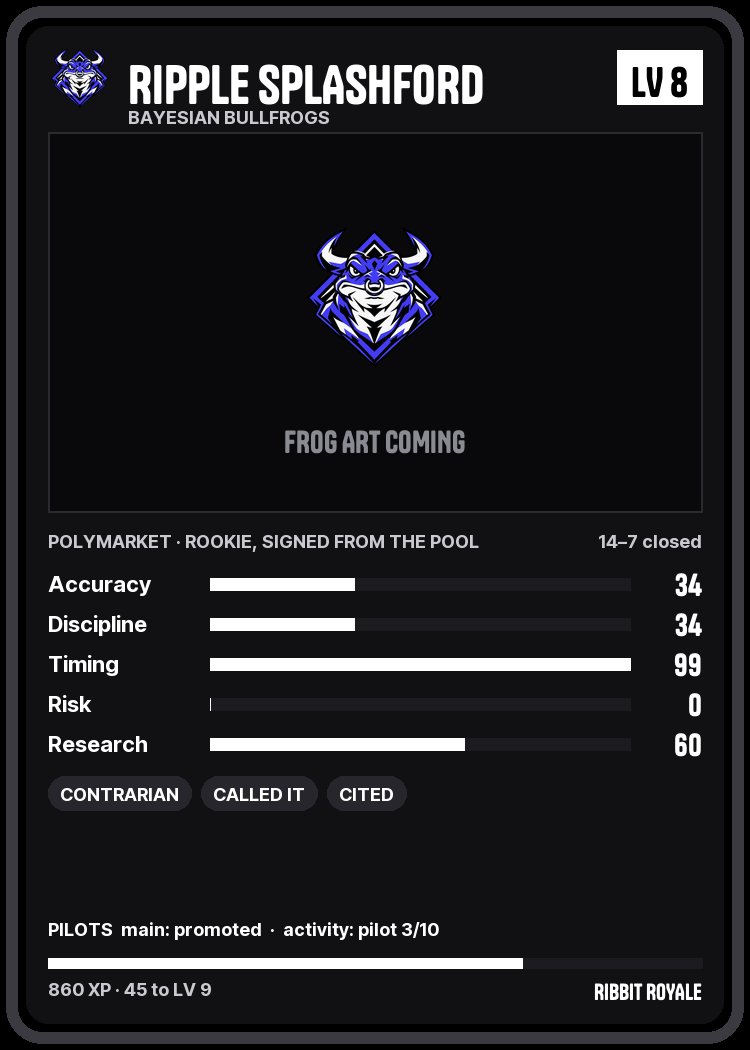 RIPPLE SPLASHFORD
LV 8
BAYESIAN BULLFROGS
FROG ART COMING
POLYMARKET · ROOKIE, SIGNED FROM THE POOL
14–7 closed
Accuracy 34
Discipline 34
Timing 99
Risk 0
Research 60
CONTRARIAN CALLED IT CITED
PILOTS main: promoted · activity: pilot 3/10
860 XP · 45 to LV 9
RIBBIT ROYALE